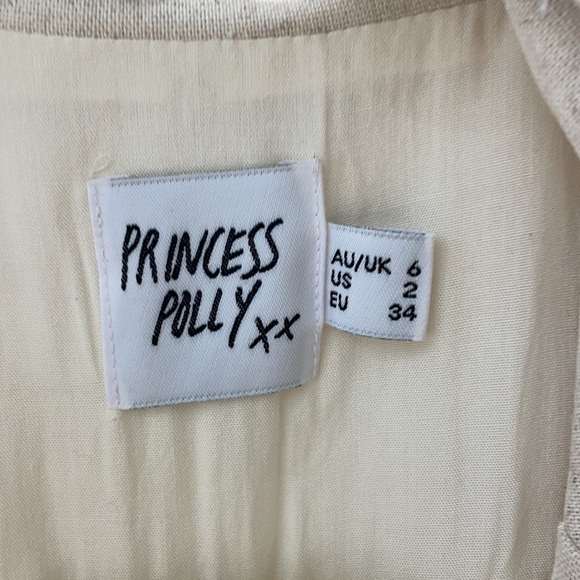 PRINCESS
POLLY xx
AU/UK 6
US 2
EU 34